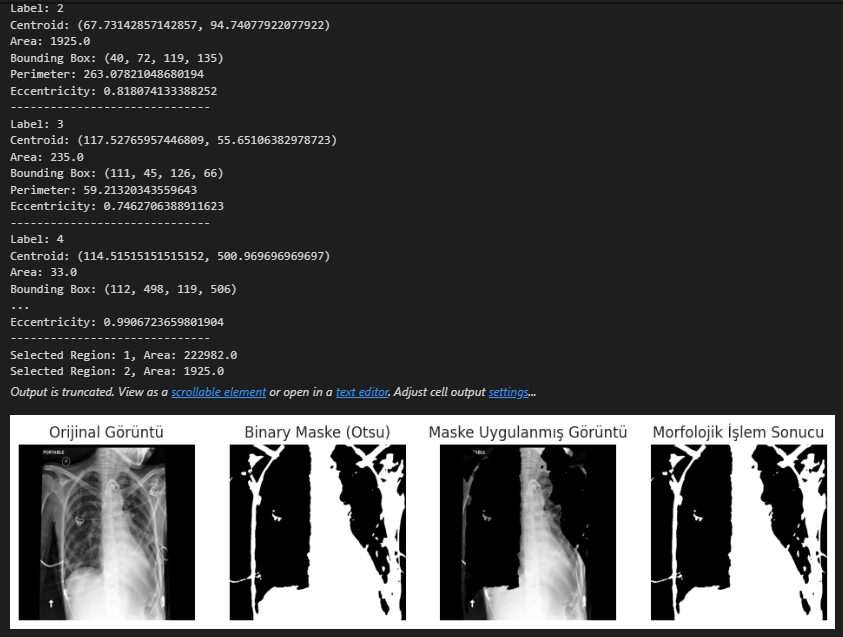 Label: 2
Centroid: (67.73142857142857, 94.74077922077922)
Area: 1925.0
Bounding Box: (40, 72, 119, 135)
Perimeter: 263.07821048680194
Eccentricity: 0.818074133388252
------------------------------
Label: 3
Centroid: (117.52765957446809, 55.65106382978723)
Area: 235.0
Bounding Box: (111, 45, 126, 66)
Perimeter: 59.21320343559643
Eccentricity: 0.7462706388911623
------------------------------
Label: 4
Centroid: (114.51515151515152, 500.969696969697)
Area: 33.0
Bounding Box: (112, 498, 119, 506)
...
Eccentricity: 0.9906723659801904
------------------------------
Selected Region: 1, Area: 222982.0
Selected Region: 2, Area: 1925.0
Output is truncated. View as a scrollable element or open in a text editor. Adjust cell output settings...
Orijinal Görüntü Binary Maske (Otsu) Maske Uygulanmış Görüntü Morfolojik İşlem Sonucu
PORTABLE